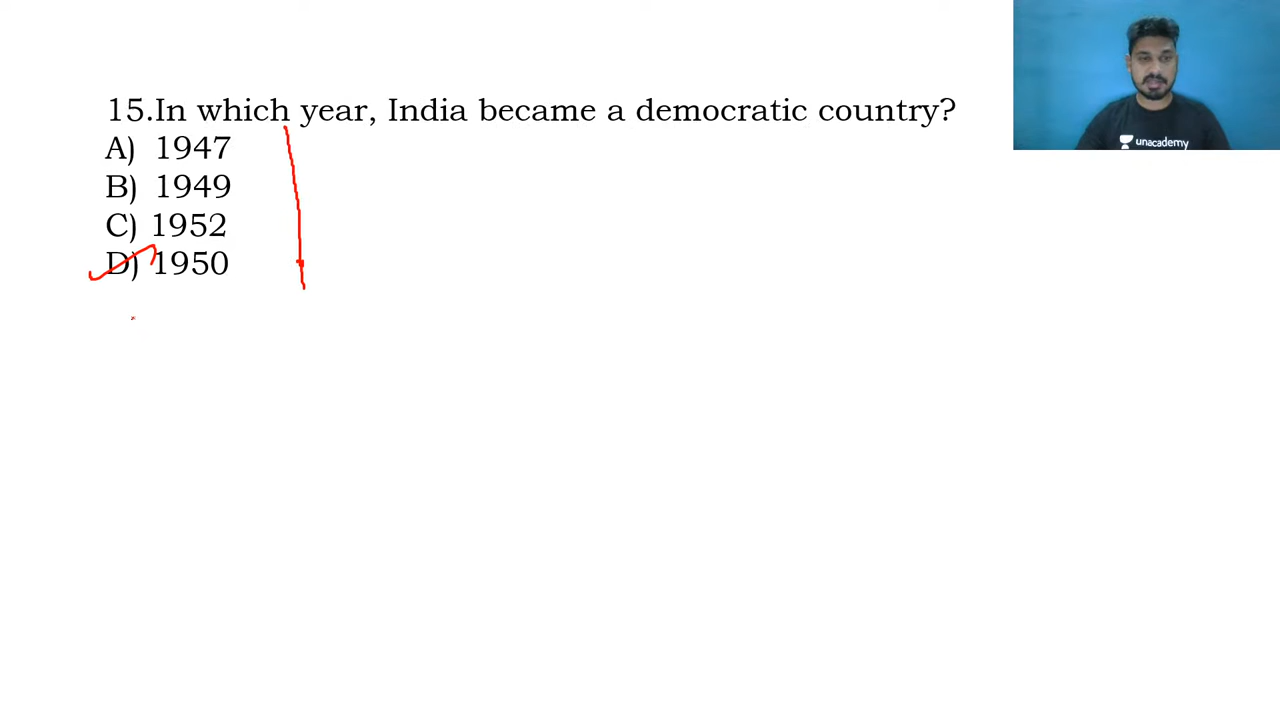 15.In which year, India became a democratic country?
A) 1947
B) 1949
C) 1952
D) 1950
unacademy